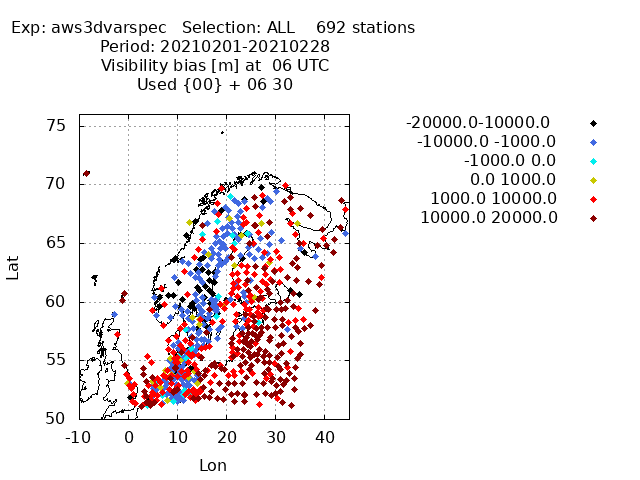 Exp: aws3dvarspec   Selection: ALL    692 stations
Period: 20210201-20210228
Visibility bias [m] at  06 UTC
Used {00} + 06 30
-20000.0-10000.0
-10000.0 -1000.0
-1000.0 0.0
0.0 1000.0
1000.0 10000.0
10000.0 20000.0
75
70
65
60
55
50
Lat
-10 0 10 20 30 40
Lon